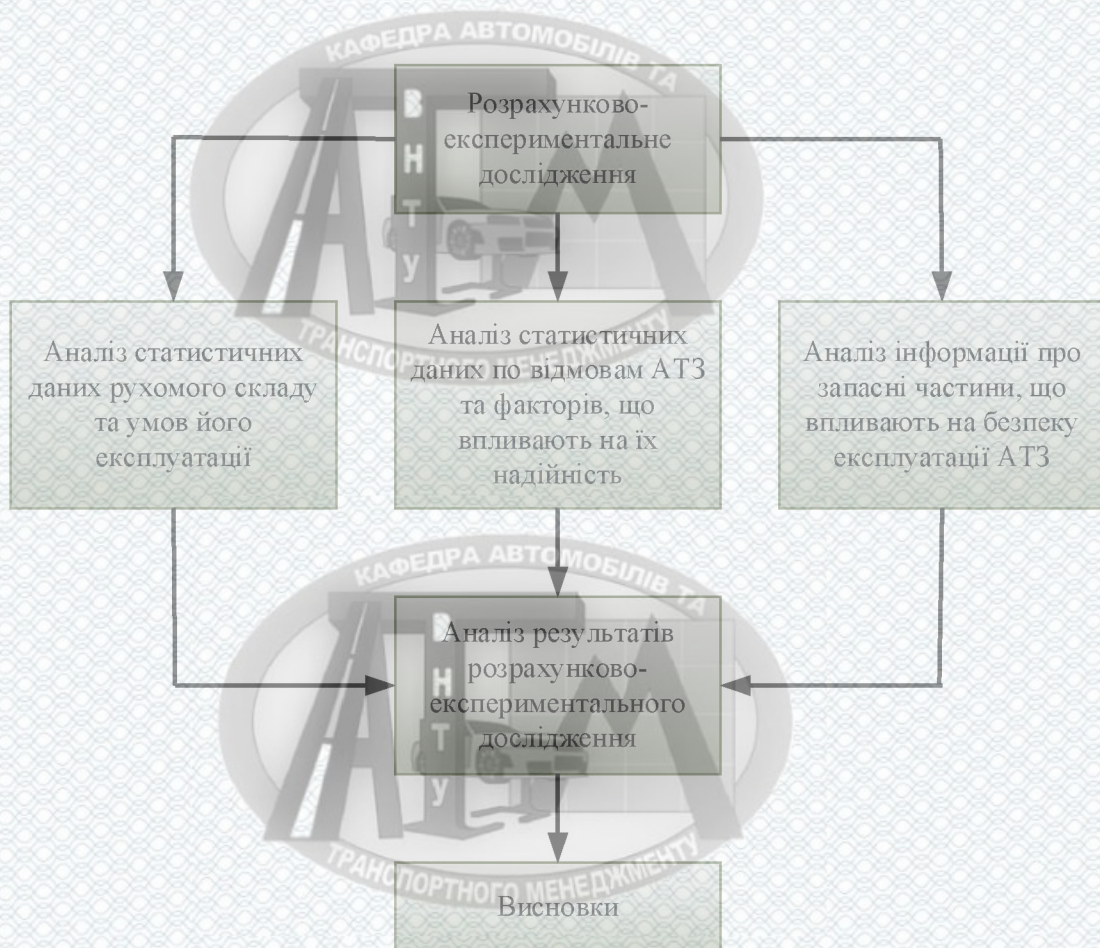 КАФЕДРА АВТОМОБІЛІВ ТА
ВНТУ
Розрахунково-
експериментальне
дослідження
ТРАНСПОРТНОГО МЕНЕДЖМЕНТУ
Аналіз статистичних
даних рухомого складу
та умов його
експлуатації
Аналіз статистичних
даних по відмовам АТЗ
та факторів, що
впливають на їх
надійність
Аналіз інформації про
запасні частини, що
впливають на безпеку
експлуатації АТЗ
КАФЕДРА АВТОМОБІЛІВ ТА
ВНТУ
Аналіз результатів
розрахунково-
експериментального
дослідження
ТРАНСПОРТНОГО МЕНЕДЖМЕНТУ
Висновки